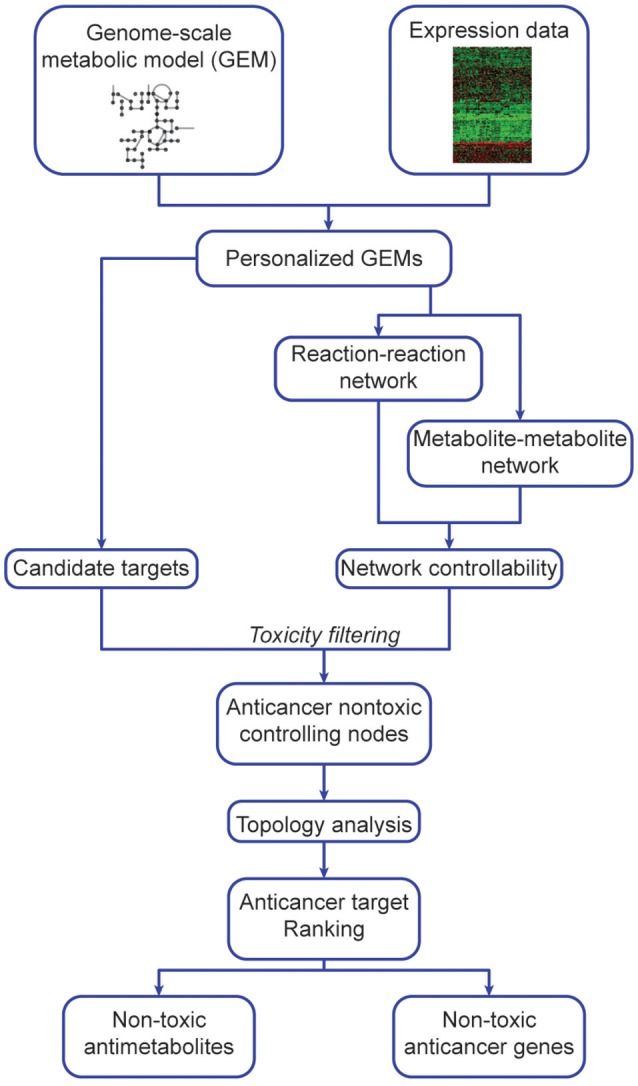 Genome-scale
metabolic model (GEM)
Expression data
Personalized GEMs
Reaction-reaction
network
Metabolite-metabolite
network
Candidate targets
Network controllability
Toxicity filtering
Anticancer nontoxic
controlling nodes
Topology analysis
Anticancer target
Ranking
Non-toxic
antimetabolites
Non-toxic
anticancer genes